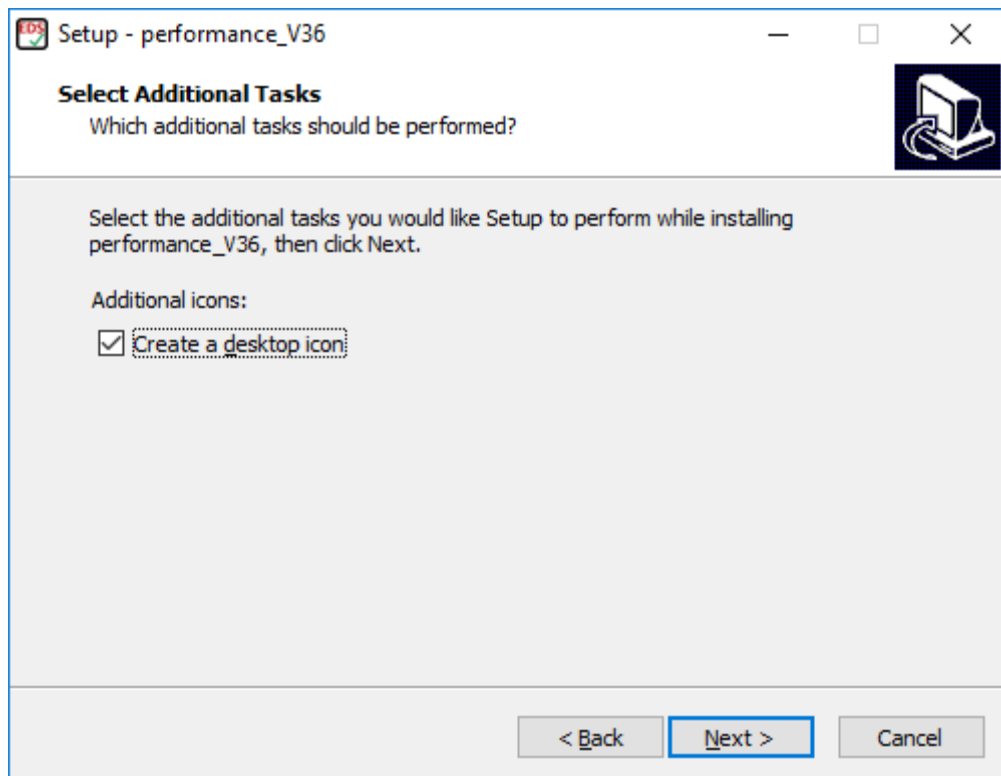 EDS
Setup - performance_V36
Select Additional Tasks
Which additional tasks should be performed?
Select the additional tasks you would like Setup to perform while installing
performance_V36, then click Next.
Additional icons:
Create a desktop icon
< Back
Next >
Cancel